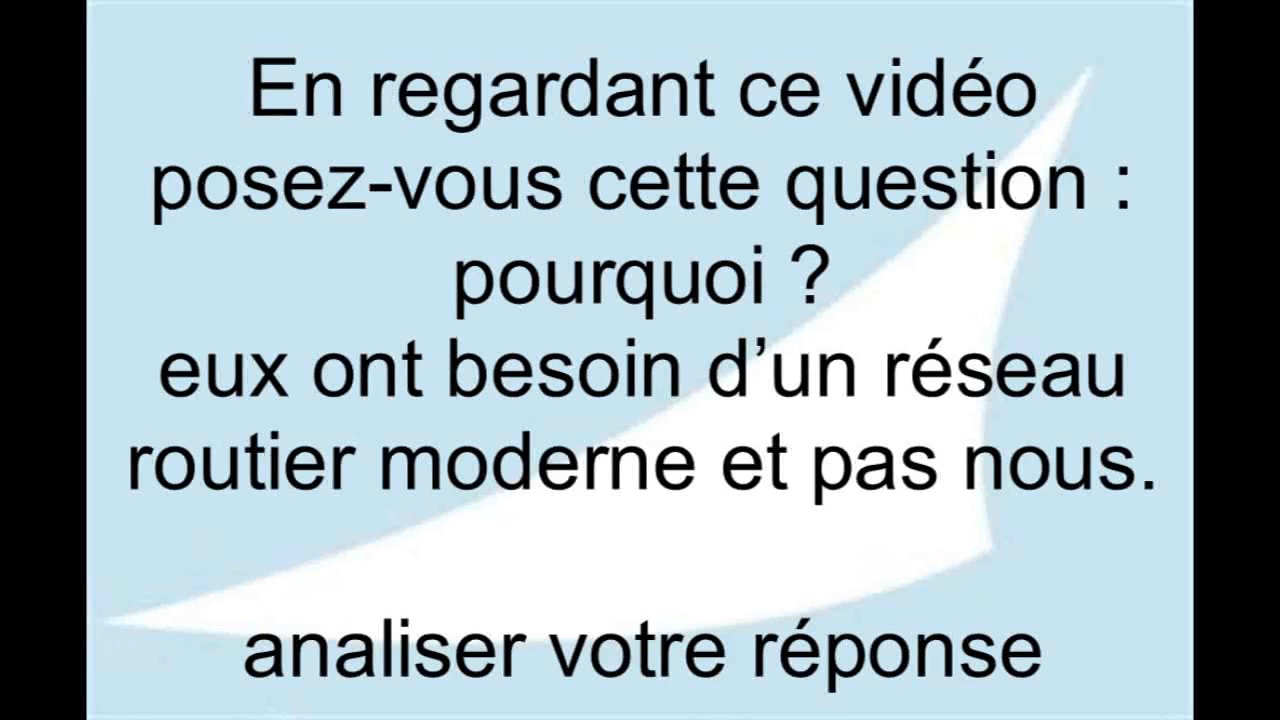 En regardant ce vidéo
posez-vous cette question :
pourquoi ?
eux ont besoin d’un réseau
routier moderne et pas nous.
analiser votre réponse